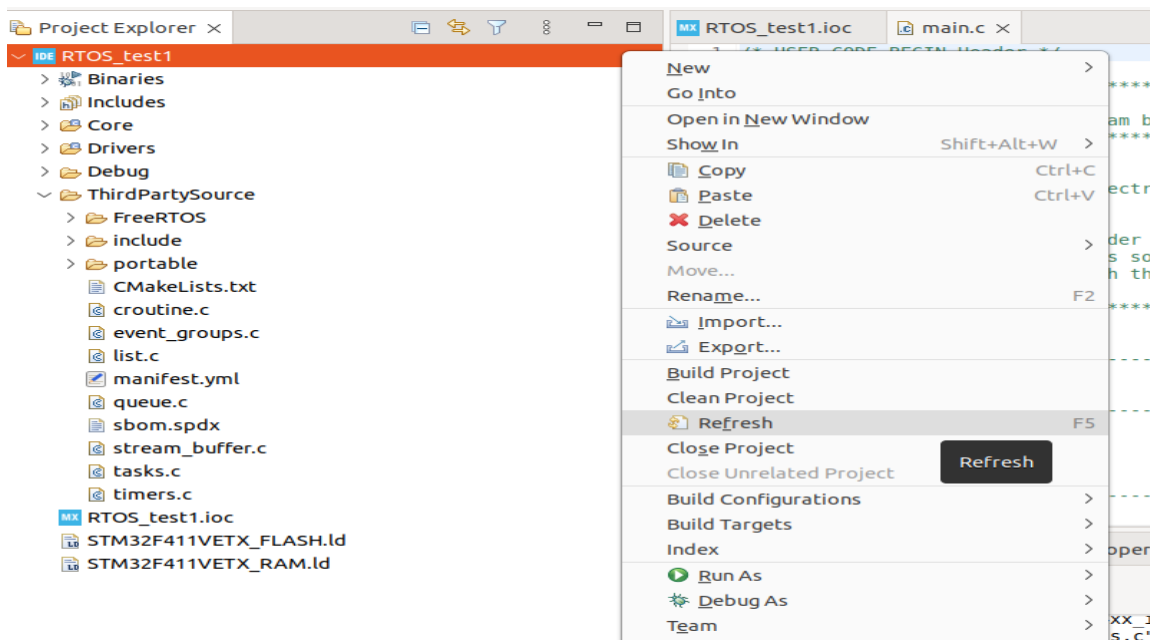 Project Explorer
IDE RTOS_test1
Binaries
Includes
Core
Drivers
Debug
ThirdPartySource
FreeRTOS
include
portable
CMakeLists.txt
croutine.c
event_groups.c
list.c
manifest.yml
queue.c
sbom.spdx
stream_buffer.c
tasks.c
timers.c
MX RTOS_test1.ioc
STM32F411VETX_FLASH.ld
STM32F411VETX_RAM.ld
MX RTOS_test1.ioc
main.c
New
Go Into
Open in New Window
Show In Shift+Alt+W
Copy Ctrl+C
Paste Ctrl+V
Delete
Source
Move...
Rename... F2
Import...
Export...
Build Project
Clean Project
Refresh F5
Close Project
Close Unrelated Project
Refresh
Build Configurations
Build Targets
Index
Run As
Debug As
Team